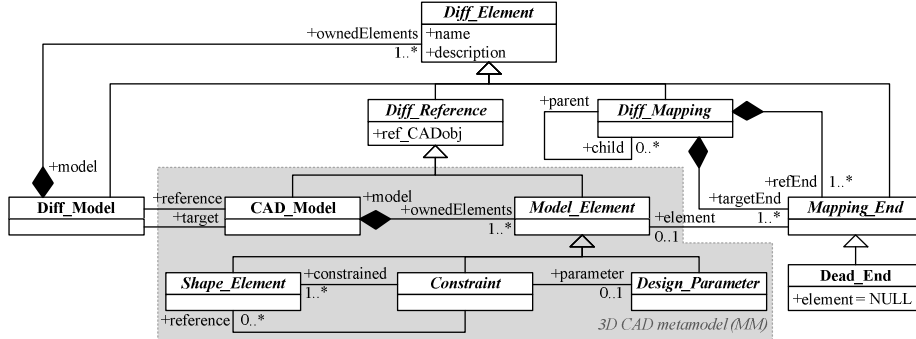 Diff_Element
+ownedElements
+name
1..*
+description
Diff_Reference
+parent
Diff_Mapping
+ref_CADobj
+child
0..*
+model
+refEnd
1..*
+reference
+model
+targetEnd
Diff_Model
CAD_Model
+ownedElements
Model_Element
+element
1..*
Mapping_End
+target
1..*
0..1
Shape_Element
+constrained
Constraint
+parameter
Design_Parameter
Dead_End
1..*
0..1
+element = NULL
+reference
0..*
3D CAD metamodel (MM)